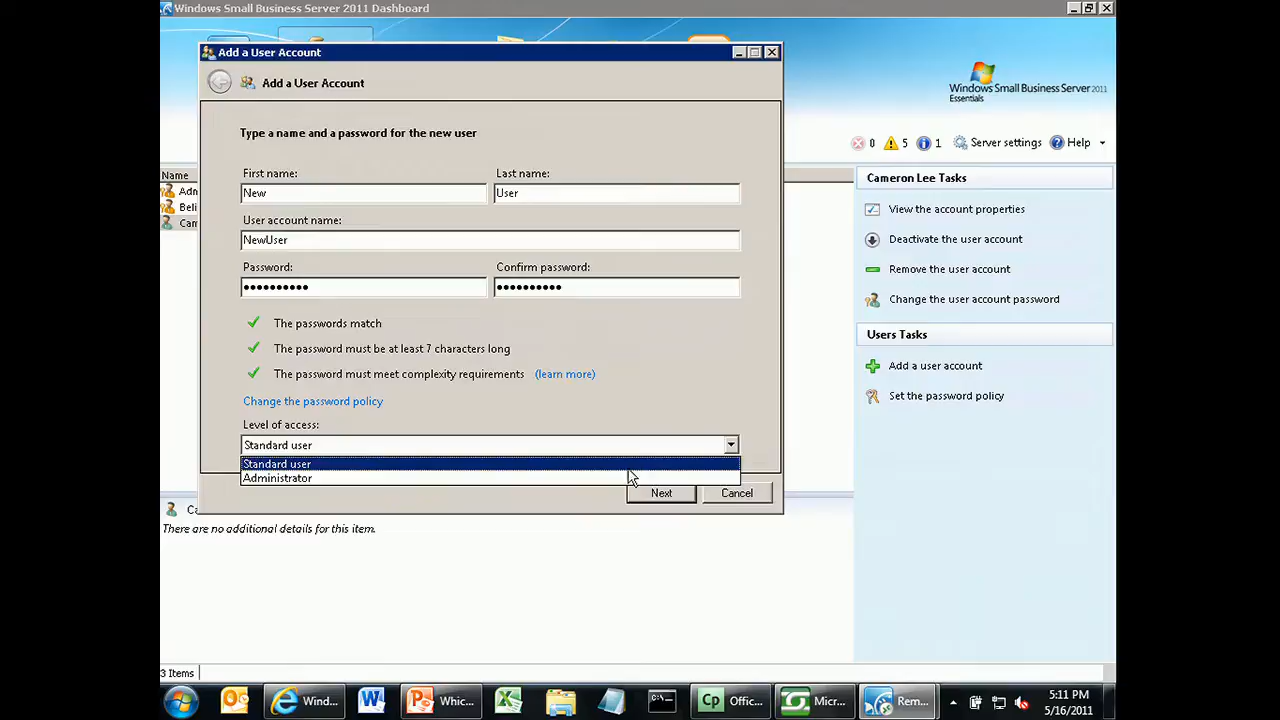 Windows Small Business Server 2011 Dashboard
Add a User Account
Add a User Account
Windows Small Business Server 2011
Essentials
Type a name and a password for the new user
0 5 1 Server settings Help
First name: Last name:
New User
User account name:
NewUser
Password: Confirm password:
The passwords match
The password must be at least 7 characters long
The password must meet complexity requirements (learn more)
Change the password policy
Level of access:
Standard user
Standard user
Administrator
Next Cancel
Name
Adm
Beli
Cam
Ca
There are no additional details for this item.
3 Items
Cameron Lee Tasks
View the account properties
Deactivate the user account
Remove the user account
Change the user account password
Users Tasks
Add a user account
Set the password policy
Wind... Whic... Offic... Micr... Rem...
5:11 PM
5/16/2011